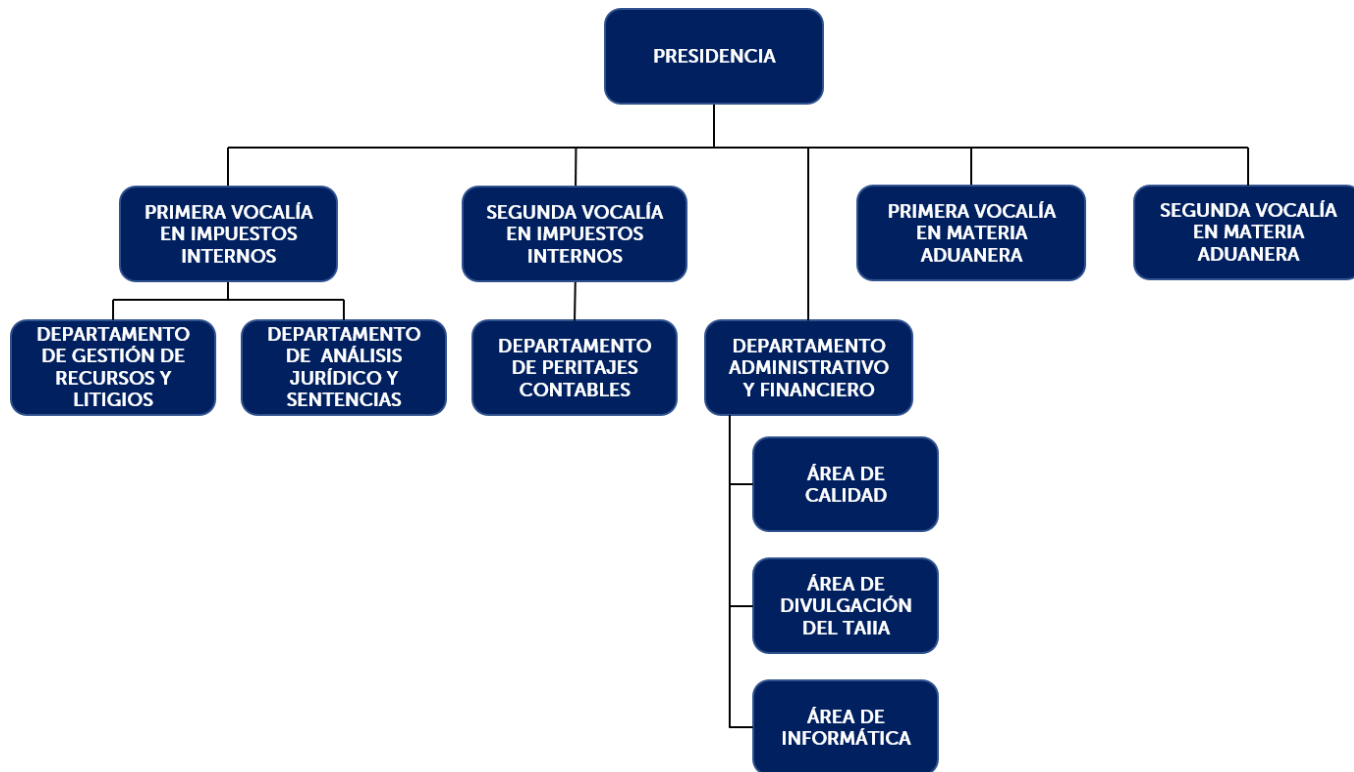 PRESIDENCIA
PRIMERA VOCALÍA
EN IMPUESTOS
INTERNOS
SEGUNDA VOCALÍA
EN IMPUESTOS
INTERNOS
PRIMERA VOCALÍA
EN MATERIA
ADUANERA
SEGUNDA VOCALÍA
EN MATERIA
ADUANERA
DEPARTAMENTO
DE GESTIÓN DE
RECURSOS Y
LITIGIOS
DEPARTAMENTO
DE ANÁLISIS
JURÍDICO Y
SENTENCIAS
DEPARTAMENTO
DE PERITAJES
CONTABLES
DEPARTAMENTO
ADMINISTRATIVO
Y FINANCIERO
ÁREA DE
CALIDAD
ÁREA DE
DIVULGACIÓN
DEL TAIIA
ÁREA DE
INFORMÁTICA